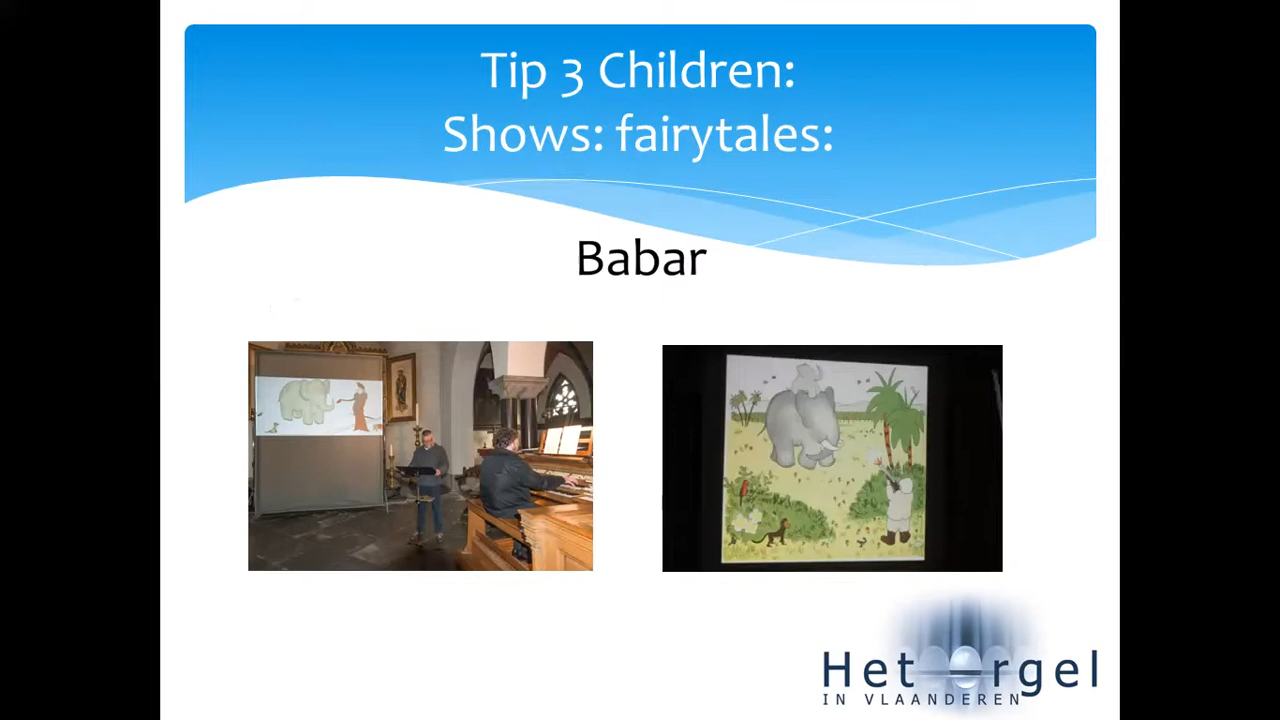 Tip 3 Children:
Shows: fairytales:
Babar
Het orgel
IN VLAANDEREN